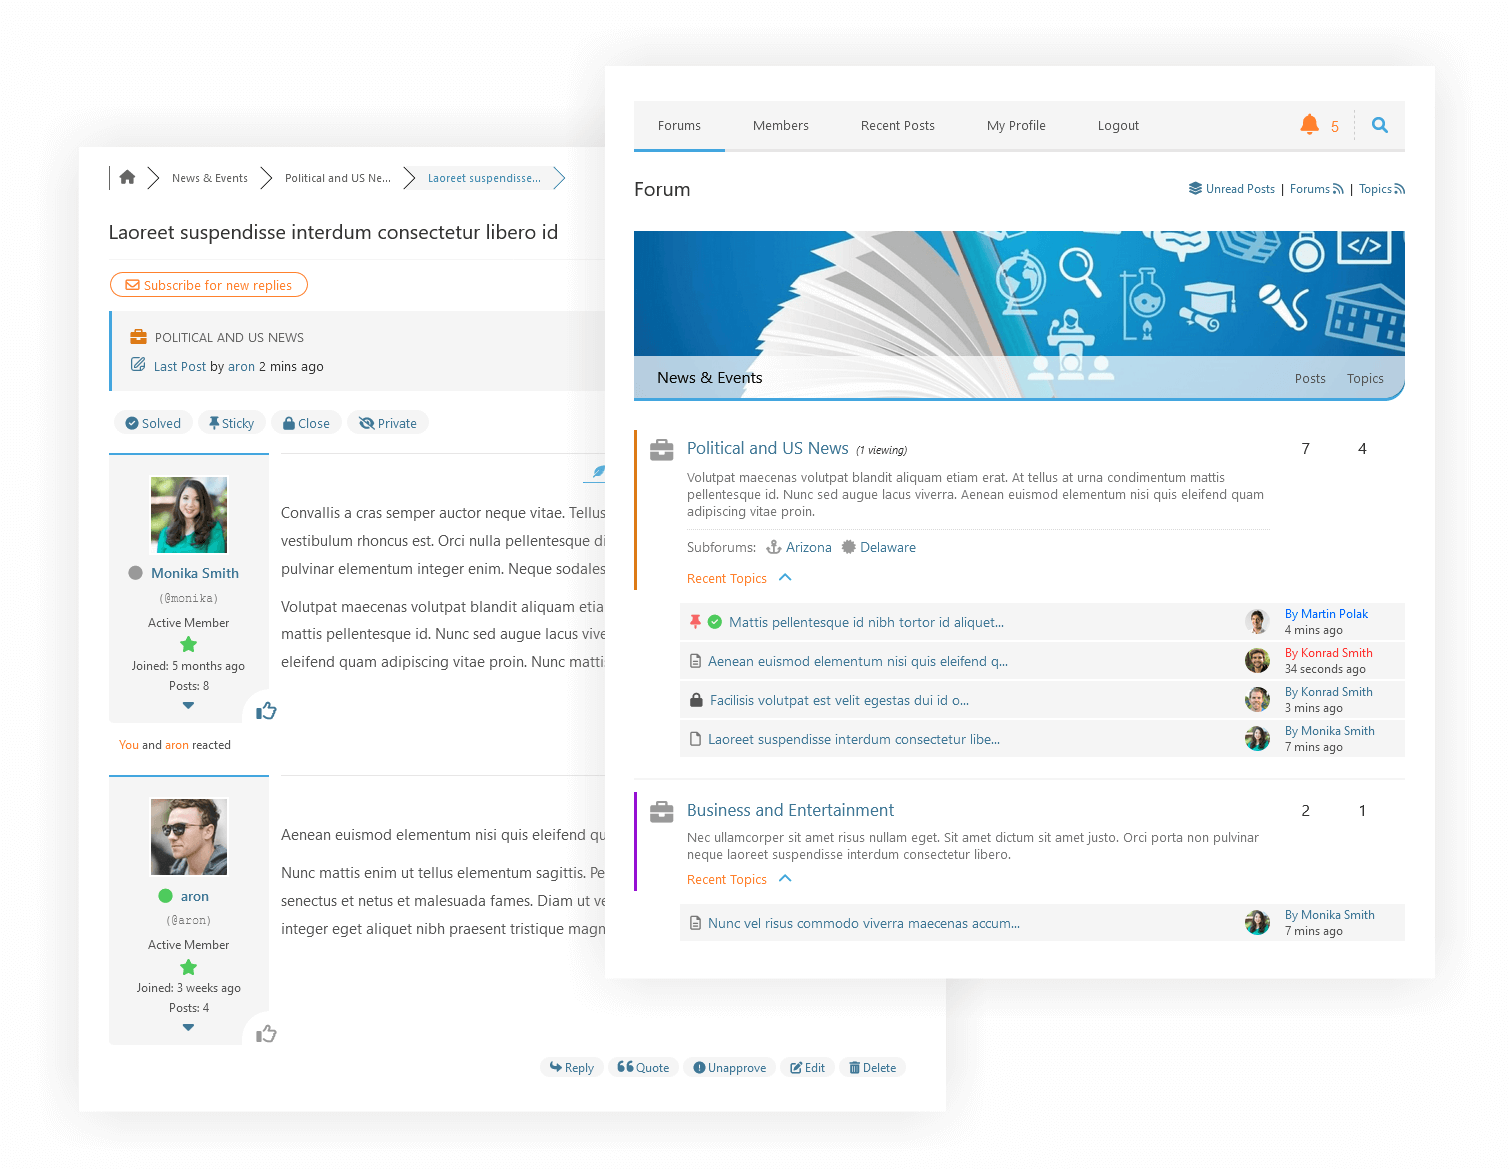 News & Events
Political and US Ne...
Laoreet suspendisse...
Laoreet suspendisse interdum consectetur libero id
Subscribe for new replies
POLITICAL AND US NEWS
Last Post by aron 2 mins ago
Solved
Sticky
Close
Private
Monika Smith
(@monika)
Active Member
Joined: 5 months ago
Posts: 8
Convallis a cras semper auctor neque vitae. Tellus
vestibulum rhoncus est. Orci nulla pellentesque di
pulvinar elementum integer enim. Neque sodales
Volutpat maecenas volutpat blandit aliquam etia
mattis pellentesque id. Nunc sed augue lacus vive
eleifend quam adipiscing vitae proin. Nunc matti
You and aron reacted
aron
(@aron)
Active Member
Joined: 3 weeks ago
Posts: 4
Aenean euismod elementum nisi quis eleifend qu
Nunc mattis enim ut tellus elementum sagittis. Pe
senectus et netus et malesuada fames. Diam ut ve
integer eget aliquet nibh praesent tristique magn
Reply
Quote
Unapprove
Edit
Delete
Forums
Members
Recent Posts
My Profile
Logout
5
Forum
Unread Posts | Forums | Topics
</>
News & Events
Posts
Topics
Political and US News (1 viewing)
7
4
Volutpat maecenas volutpat blandit aliquam etiam erat. At tellus at urna condimentum mattis
pellentesque id. Nunc sed augue lacus viverra. Aenean euismod elementum nisi quis eleifend quam
adipiscing vitae proin.
Subforums: Arizona Delaware
Recent Topics
Mattis pellentesque id nibh tortor id aliquet...
By Martin Polak
4 mins ago
Aenean euismod elementum nisi quis eleifend q...
By Konrad Smith
34 seconds ago
Facilisis volutpat est velit egestas dui id o...
By Konrad Smith
3 mins ago
Laoreet suspendisse interdum consectetur libe...
By Monika Smith
7 mins ago
Business and Entertainment
2
1
Nec ullamcorper sit amet risus nullam eget. Sit amet dictum sit amet justo. Orci porta non pulvinar
neque laoreet suspendisse interdum consectetur libero.
Recent Topics
Nunc vel risus commodo viverra maecenas accum...
By Monika Smith
7 mins ago